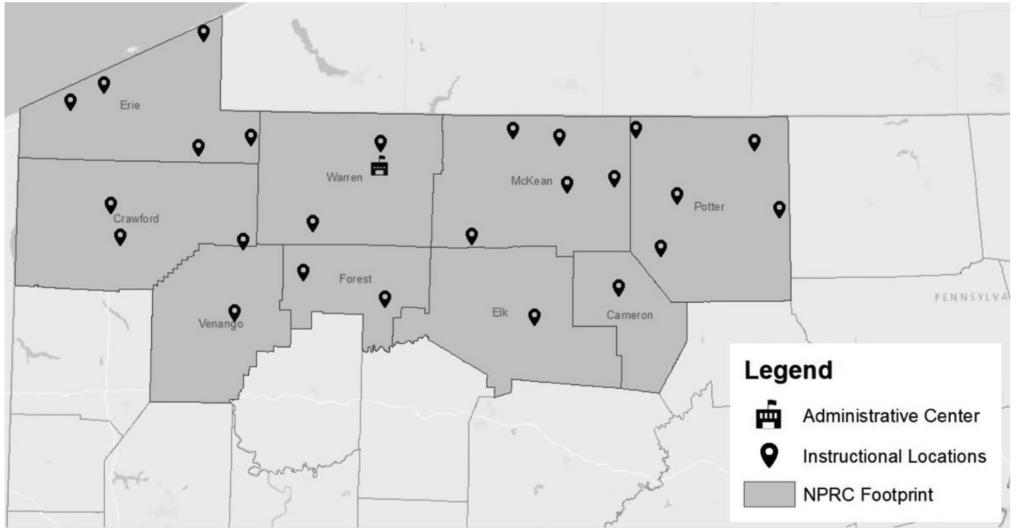 Erie
Warren
McKean
Potter
Crawford
Forest
Venango
Elk
Cameron
PENNSYLVA
Legend
Administrative Center
Instructional Locations
NPRC Footprint